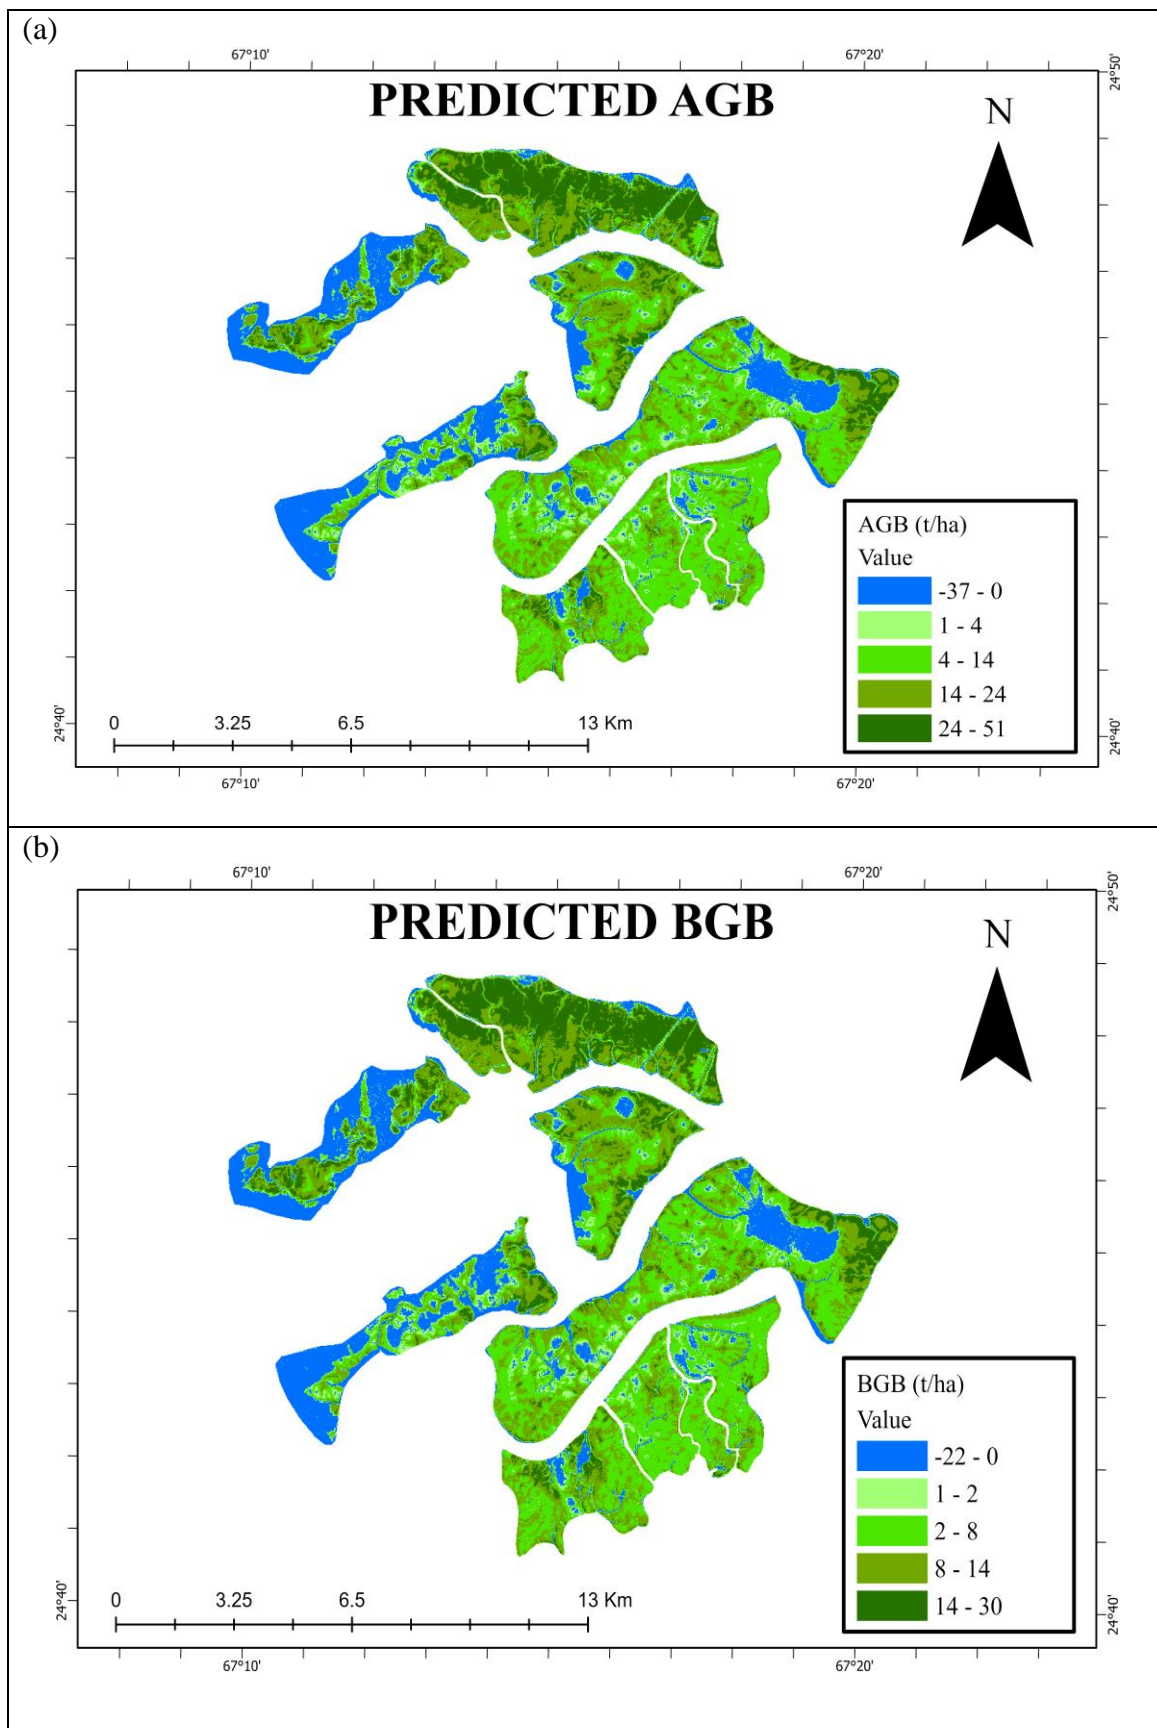 (a)
67°10'
67°20'
24°50'
PREDICTED AGB
N
AGB (t/ha)
Value
-37 - 0
1 - 4
4 - 14
14 - 24
24 - 51
0
3.25
6.5
13 Km
24°40'
24°40'
67°10'
67°20'
(b)
67°10'
67°20'
24°50'
PREDICTED BGB
N
BGB (t/ha)
Value
-22 - 0
1 - 2
2 - 8
8 - 14
14 - 30
0
3.25
6.5
13 Km
24°40'
24°40'
67°10'
67°20'